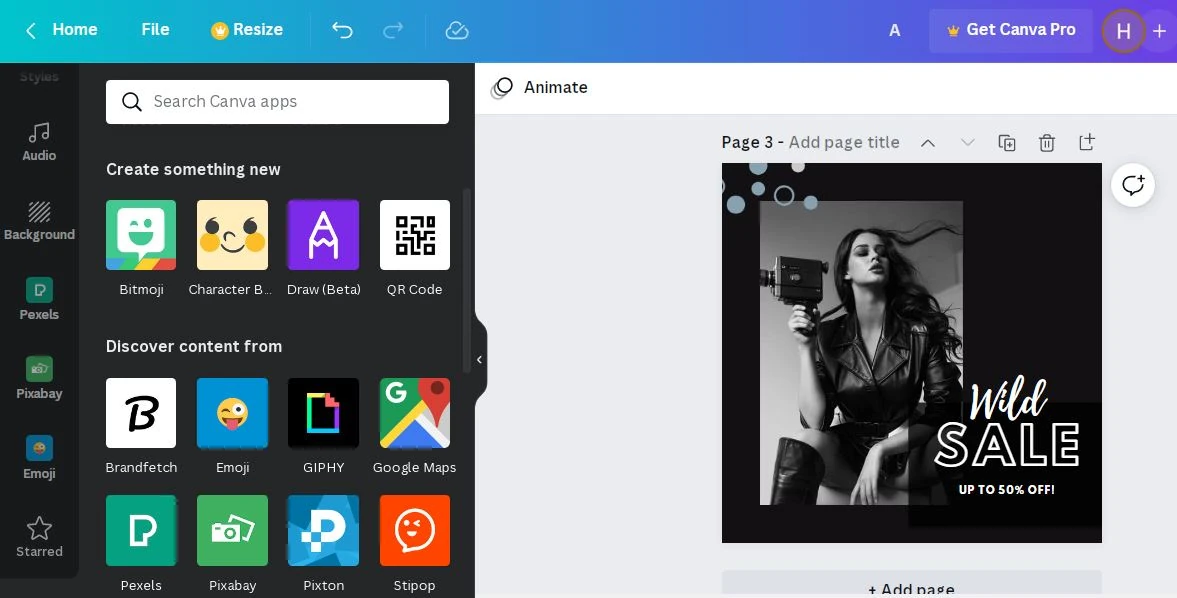 Home
File
Resize
A
Get Canva Pro
H
Styles
Audio
Background
Pexels
Pixabay
Emoji
Starred
Search Canva apps
Create something new
Bitmoji
Character B...
Draw (Beta)
QR Code
Discover content from
B
Brandfetch
Emoji
GIPHY
G
Google Maps
P
Pexels
Pixabay
P
Pixton
Stipop
Animate
Page 3 - Add page title
Wild
SALE
UP TO 50% OFF!
+ Add page